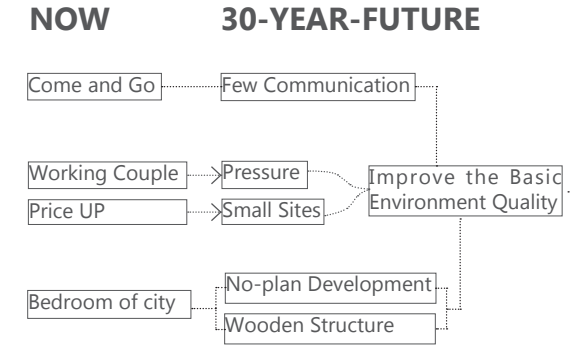 NOW 30-YEAR-FUTURE
Come and Go Few Communication
Working Couple Pressure
Improve the Basic
Environment Quality
Price UP Small Sites
No-plan Development
Bedroom of city
Wooden Structure